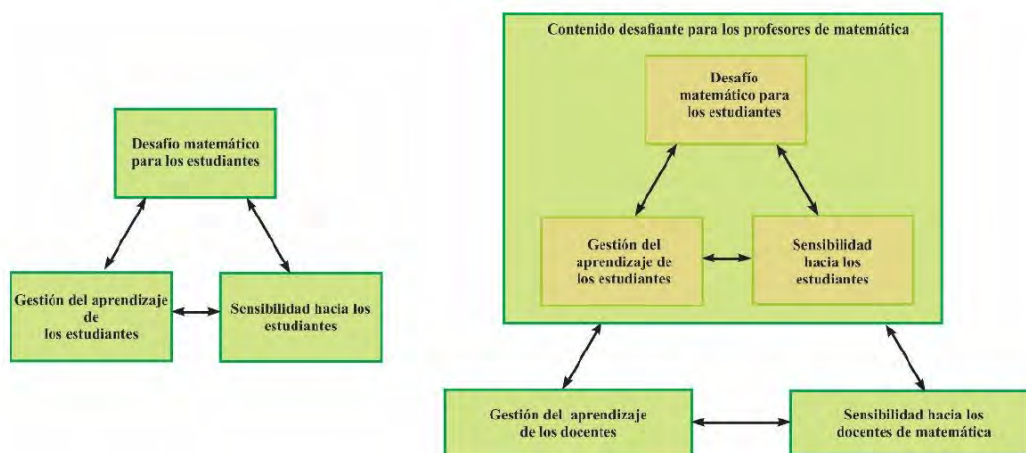 Desafío matemático
para los estudiantes
Gestión del aprendizaje
de
los estudiantes
Sensibilidad hacia los
estudiantes
Contenido desafiante para los profesores de matemática
Desafío
matemático para
los estudiantes
Gestión del
aprendizaje de
los estudiantes
Sensibilidad
hacia los
estudiantes
Gestión del aprendizaje
de los docentes
Sensibilidad hacia los
docentes de matemática